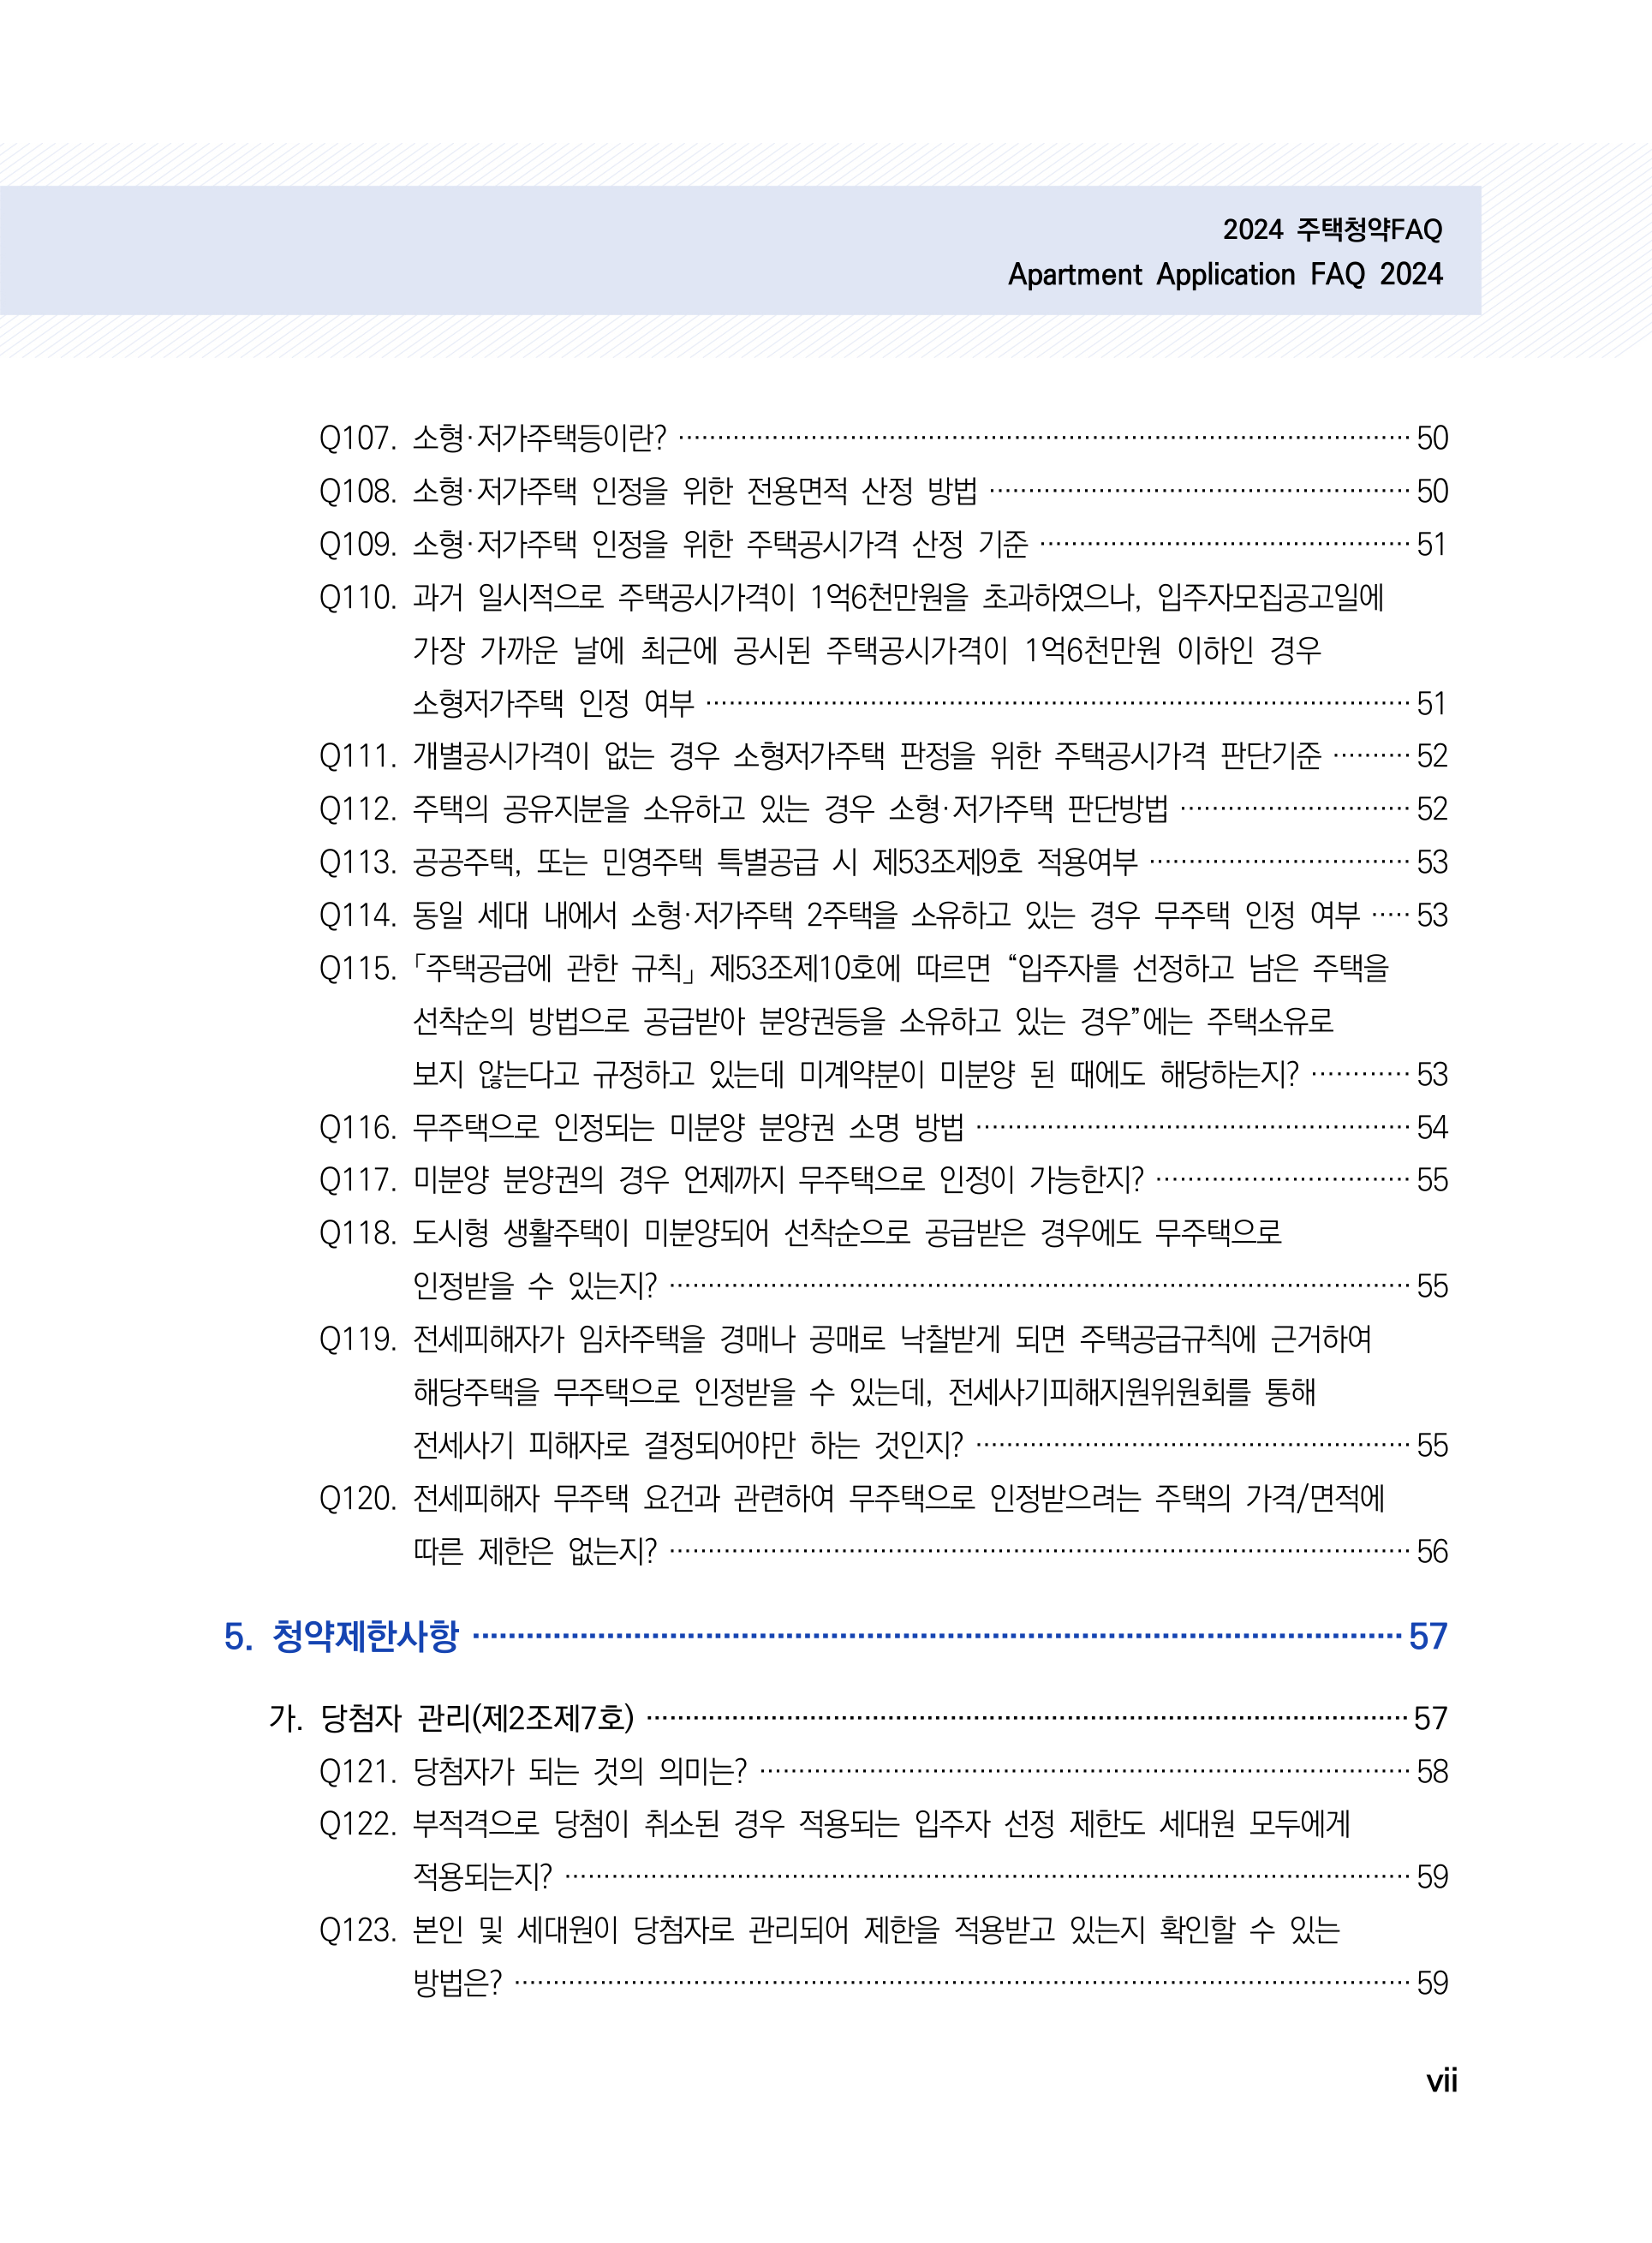 2024 주택청약FAQ
Apartment Application FAQ 2024
Q107. 소형·저가주택등이란? 50
Q108. 소형·저가주택 인정을 위한 전용면적 산정 방법 50
Q109. 소형·저가주택 인정을 위한 주택공시가격 산정 기준 51
Q110. 과거 일시적으로 주택공시가격이 1억6천만원을 초과하였으나, 입주자모집공고일에
가장 가까운 날에 최근에 공시된 주택공시가격이 1억6천만원 이하인 경우
소형저가주택 인정 여부 51
Q111. 개별공시가격이 없는 경우 소형저가주택 판정을 위한 주택공시가격 판단기준 52
Q112. 주택의 공유지분을 소유하고 있는 경우 소형·저갸주택 판단방법 52
Q113. 공공주택, 또는 민영주택 특별공급 시 제53조제9호 적용여부 53
Q114. 동일 세대 내에서 소형·저가주택 2주택을 소유하고 있는 경우 무주택 인정 여부 53
Q115. 「주택공급에 관한 규칙」 제53조제10호에 따르면 “입주자를 선정하고 남은 주택을
선착순의 방법으로 공급받아 분양권등을 소유하고 있는 경우”에는 주택소유로
보지 않는다고 규정하고 있는데 미계약분이 미분양 된 때에도 해당하는지? 53
Q116. 무주택으로 인정되는 미분양 분양권 소명 방법 54
Q117. 미분양 분양권의 경우 언제까지 무주택으로 인정이 가능한지? 55
Q118. 도시형 생활주택이 미분양되어 선착순으로 공급받은 경우에도 무주택으로
인정받을 수 있는지? 55
Q119. 전세피해자가 임차주택을 경매나 공매로 낙찰받게 되면 주택공급규칙에 근거하여
해당주택을 무주택으로 인정받을 수 있는데, 전세사기피해지원위원회를 통해
전세사기 피해자로 결정되어야만 하는 것인지? 55
Q120. 전세피해자 무주택 요건과 관련하여 무주택으로 인정받으려는 주택의 가격/면적에
따른 제한은 없는지? 56
5. 청약제한사항 57
가. 당첨자 관리(제2조제7호) 57
Q121. 당첨자가 되는 것의 의미는? 58
Q122. 부적격으로 당첨이 취소된 경우 적용되는 입주자 선정 제한도 세대원 모두에게
적용되는지? 59
Q123. 본인 및 세대원이 당첨자로 관리되어 제한을 적용받고 있는지 확인할 수 있는
방법은? 59
vii